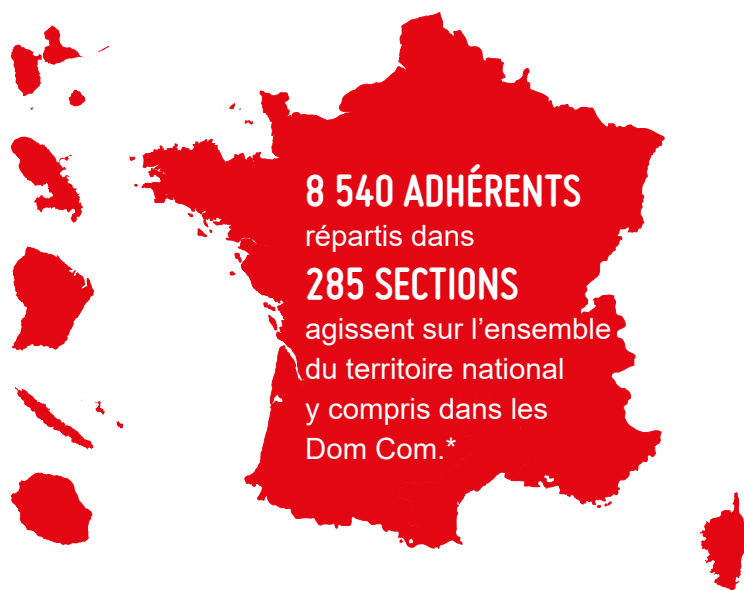 8 540 ADHÉRENTS
répartis dans
285 SECTIONS
agissent sur l’ensemble
du territoire national
y compris dans les
Dom Com.*